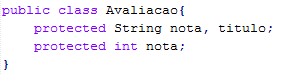 public class Avaliacao{
    protected String nota, titulo;
    protected int nota;
}